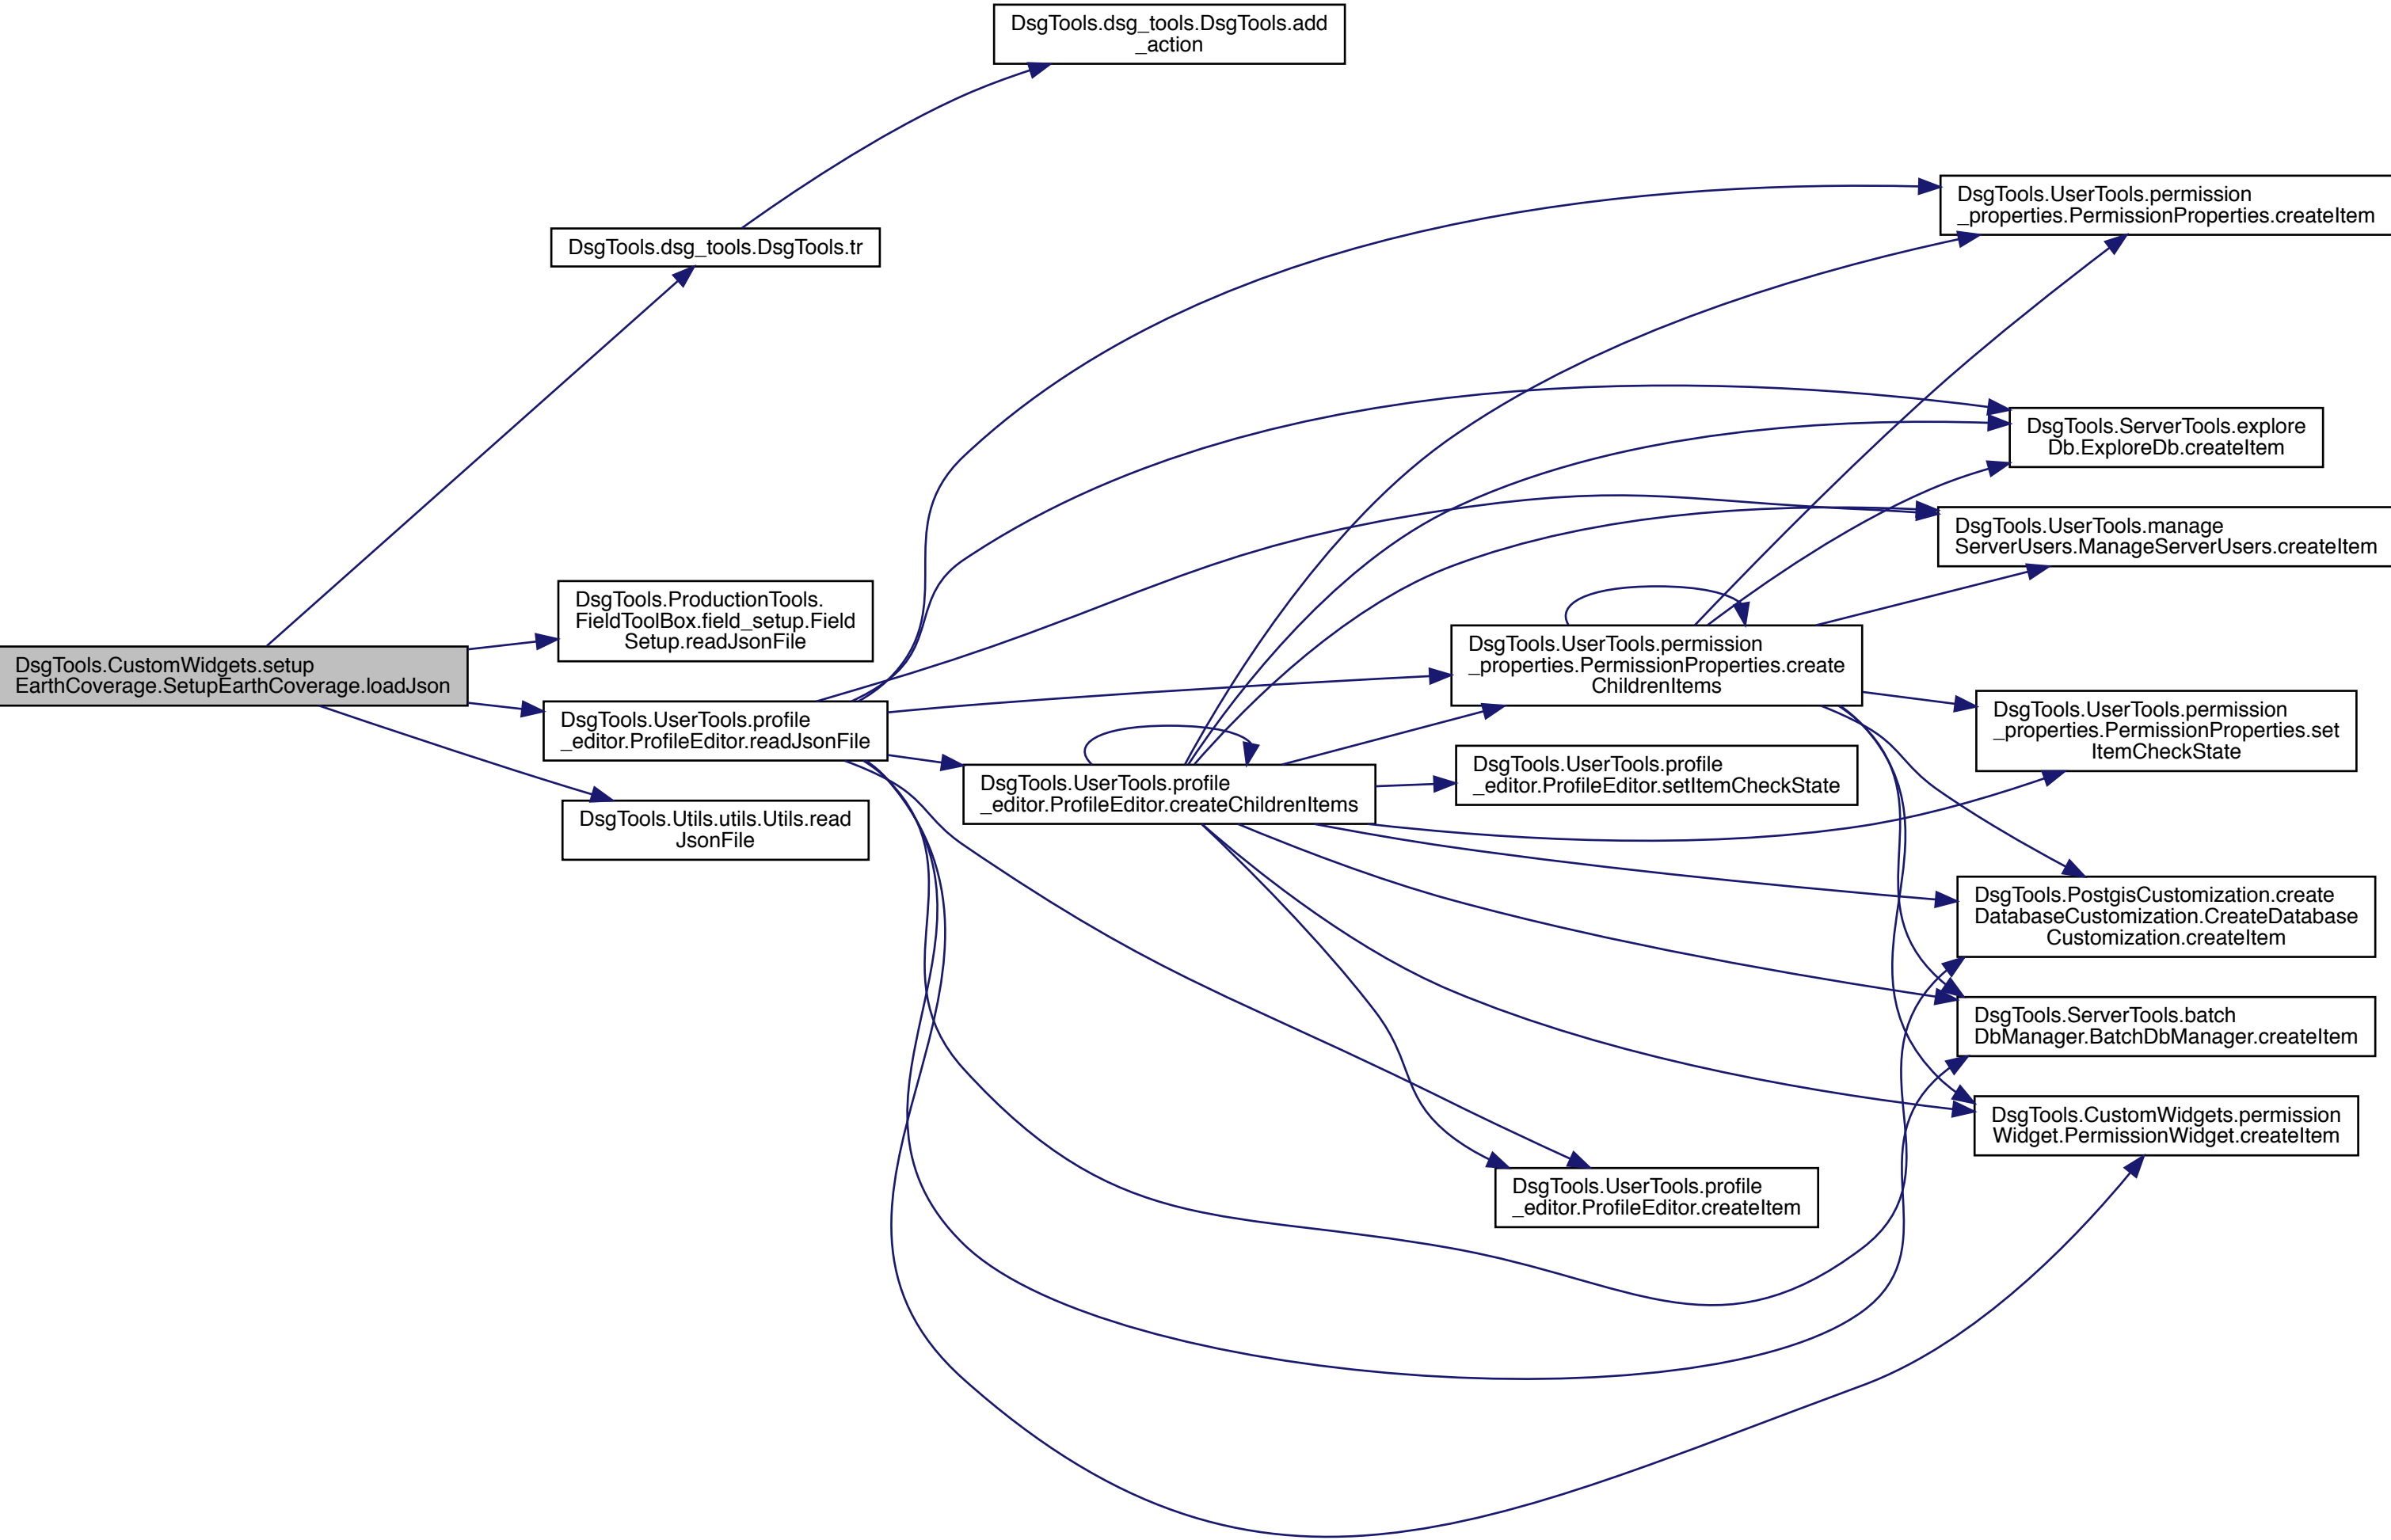 DsgTools.dsg_tools.DsgTools.add
_action
DsgTools.UserTools.permission
_properties.PermissionProperties.createItem
DsgTools.dsg_tools.DsgTools.tr
DsgTools.ServerTools.explore
Db.ExploreDb.createItem
DsgTools.UserTools.manage
ServerUsers.ManageServerUsers.createItem
DsgTools.ProductionTools.
FieldToolBox.field_setup.Field
Setup.readJsonFile
DsgTools.CustomWidgets.setup
EarthCoverage.SetupEarthCoverage.loadJson
DsgTools.UserTools.permission
_properties.PermissionProperties.create
ChildrenItems
DsgTools.UserTools.profile
_editor.ProfileEditor.readJsonFile
DsgTools.UserTools.permission
_properties.PermissionProperties.set
ItemCheckState
DsgTools.UserTools.profile
_editor.ProfileEditor.setItemCheckState
DsgTools.UserTools.profile
_editor.ProfileEditor.createChildrenItems
DsgTools.Utils.utils.Utils.read
JsonFile
DsgTools.PostgisCustomization.create
DatabaseCustomization.CreateDatabase
Customization.createItem
DsgTools.ServerTools.batch
DbManager.BatchDbManager.createItem
DsgTools.CustomWidgets.permission
Widget.PermissionWidget.createItem
DsgTools.UserTools.profile
_editor.ProfileEditor.createItem